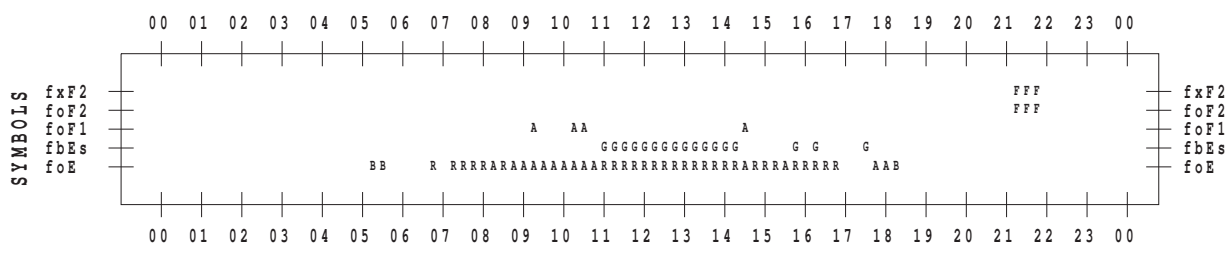 00 01 02 03 04 05 06 07 08 09 10 11 12 13 14 15 16 17 18 19 20 21 22 23 00
SYMBOLS
fxF2 FFF fxF2
foF2 FFF foF2
foF1 A AA A foF1
fbEs GGGGGGGGGGGGGG G G G fbEs
foE BB R RRRRARAAAAAAAAARRRRRRRRRRRRRRARRRARRRRR AAB foE
00 01 02 03 04 05 06 07 08 09 10 11 12 13 14 15 16 17 18 19 20 21 22 23 00